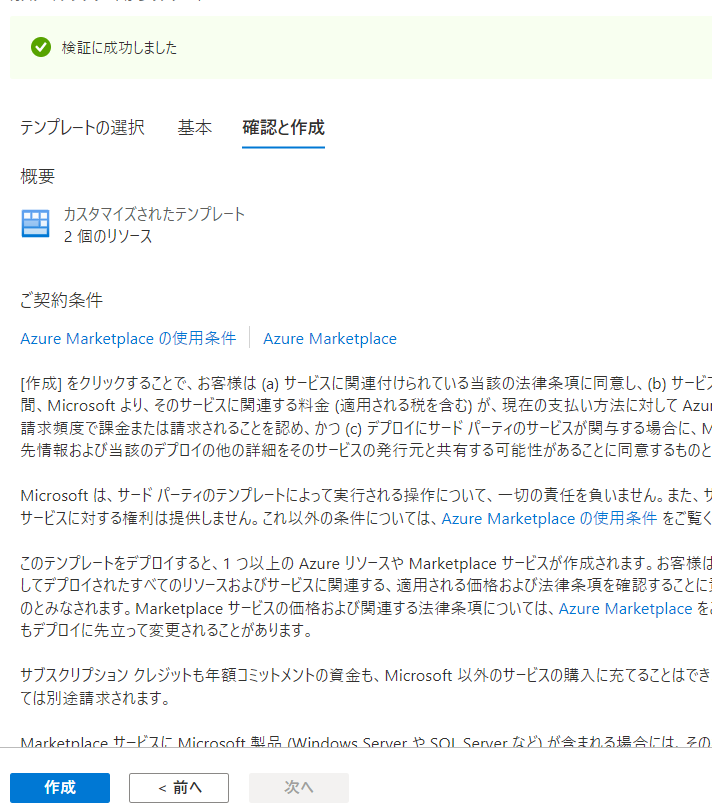 検証に成功しました
テンプレートの選択 基本 確認と作成
概要
カスタマイズされたテンプレート
2 個のリソース
ご契約条件
Azure Marketplace の使用条件 Azure Marketplace
[作成] をクリックすることで、お客様は (a) サービスに関連付けられている当該の法律条項に同意し、(b) サービス
間、Microsoft より、そのサービスに関連する料金 (適用される税を含む) が、現在の支払い方法に対して Azu
請求頻度で課金または請求されることを認め、かつ (c) デプロイにサード パーティのサービスが関与する場合に、M
先情報および当該のデプロイの他の詳細をそのサービスの発行元と共有する可能性があることに同意するものと
Microsoft は、サード パーティのテンプレートによって実行される操作について、一切の責任を負いません。また、サ
サービスに対する権利は提供しません。これ以外の条件については、Azure Marketplace の使用条件 をご覧く
このテンプレートをデプロイすると、1 つ以上の Azure リソースや Marketplace サービスが作成されます。お客様は
してデプロイされたすべてのリソースおよびサービスに関連する、適用される価格および法律条項を確認することに
のとみなされます。Marketplace サービスの価格および関連する法律条項については、Azure Marketplace を
もデプロイに先立って変更されることがあります。
サブスクリプション クレジットも年額コミットメントの資金も、Microsoft 以外のサービスの購入に充てることはでき
ては別途請求されます。
Marketplace サービスに Microsoft 製品 (Windows Server や SQL Server など) が含まれる場合には、その
作成 < 前へ 次へ